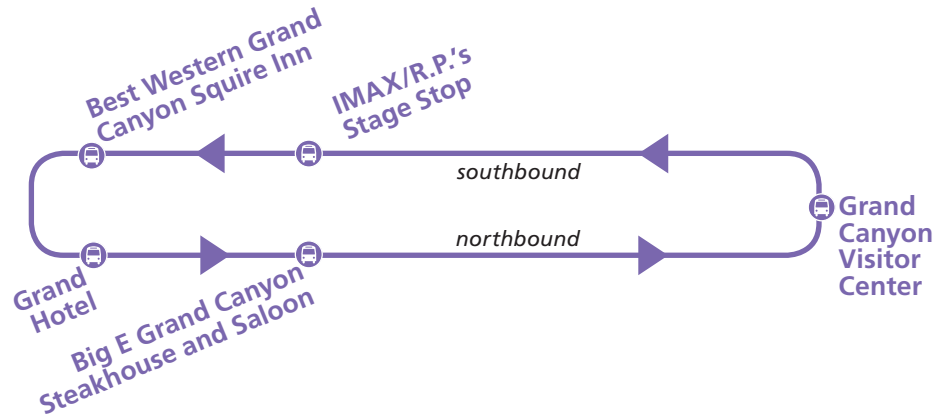 Best Western Grand
Canyon Squire Inn
IMAX/R.P.'s
Stage Stop
southbound
northbound
Grand
Canyon
Visitor
Center
Grand
Hotel
Big E Grand Canyon
Steakhouse and Saloon